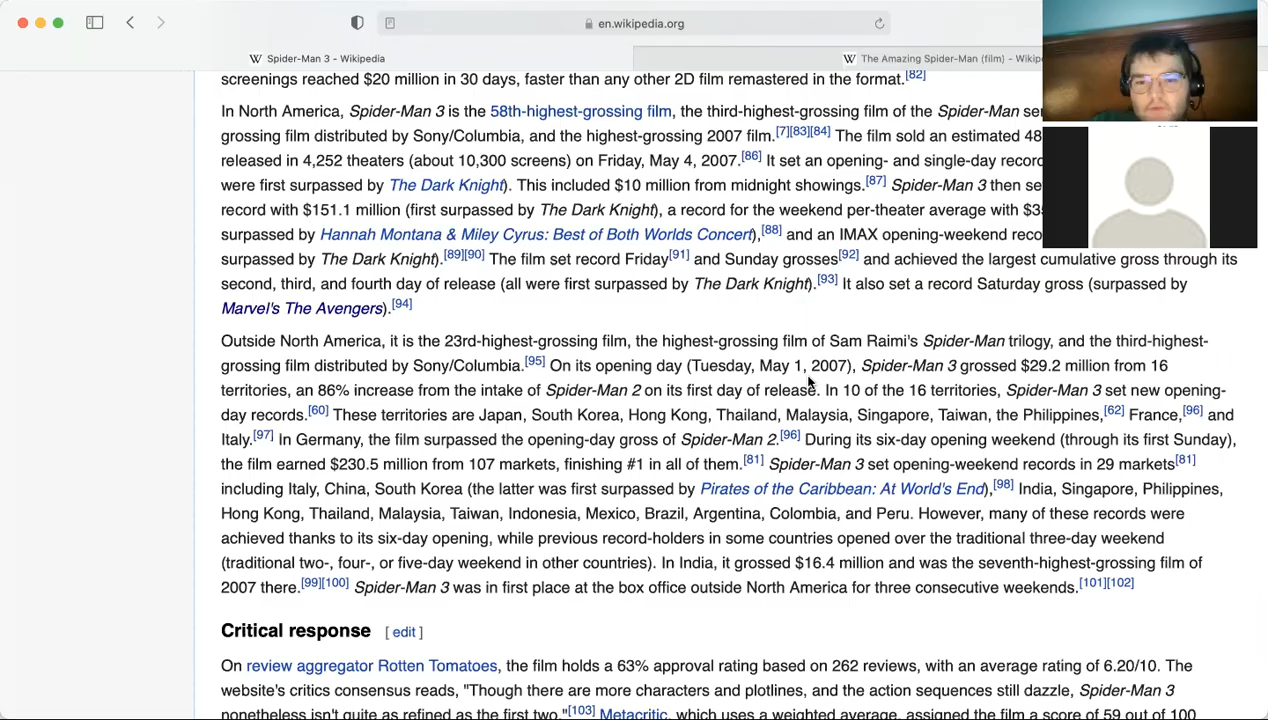 en.wikipedia.org
Spider-Man 3 - Wikipedia
The Amazing Spider-Man (film) - Wikip
screenings reached $20 million in 30 days, faster than any other 2D film remastered in the format.[82]
In North America, Spider-Man 3 is the 58th-highest-grossing film, the third-highest-grossing film of the Spider-Man se
grossing film distributed by Sony/Columbia, and the highest-grossing 2007 film.[7][83][84] The film sold an estimated 48
released in 4,252 theaters (about 10,300 screens) on Friday, May 4, 2007.[86] It set an opening- and single-day record
were first surpassed by The Dark Knight). This included $10 million from midnight showings.[87] Spider-Man 3 then se
record with $151.1 million (first surpassed by The Dark Knight), a record for the weekend per-theater average with
surpassed by Hannah Montana & Miley Cyrus: Best of Both Worlds Concert),[88] and an IMAX opening-weekend reco
surpassed by The Dark Knight).[89][90] The film set record Friday[91] and Sunday grosses[92] and achieved the largest cumulative gross through its
second, third, and fourth day of release (all were first surpassed by The Dark Knight).[93] It also set a record Saturday gross (surpassed by
Marvel's The Avengers).[94]
Outside North America, it is the 23rd-highest-grossing film, the highest-grossing film of Sam Raimi's Spider-Man trilogy, and the third-highest-
grossing film distributed by Sony/Columbia.[95] On its opening day (Tuesday, May 1, 2007), Spider-Man 3 grossed $29.2 million from 16
territories, an 86% increase from the intake of Spider-Man 2 on its first day of release. In 10 of the 16 territories, Spider-Man 3 set new opening-
day records.[60] These territories are Japan, South Korea, Hong Kong, Thailand, Malaysia, Singapore, Taiwan, the Philippines,[62] France,[96] and
Italy.[97] In Germany, the film surpassed the opening-day gross of Spider-Man 2.[96] During its six-day opening weekend (through its first Sunday),
the film earned $230.5 million from 107 markets, finishing #1 in all of them.[81] Spider-Man 3 set opening-weekend records in 29 markets[81]
including Italy, China, South Korea (the latter was first surpassed by Pirates of the Caribbean: At World's End),[98] India, Singapore, Philippines,
Hong Kong, Thailand, Malaysia, Taiwan, Indonesia, Mexico, Brazil, Argentina, Colombia, and Peru. However, many of these records were
achieved thanks to its six-day opening, while previous record-holders in some countries opened over the traditional three-day weekend
(traditional two-, four-, or five-day weekend in other countries). In India, it grossed $16.4 million and was the seventh-highest-grossing film of
2007 there.[99][100] Spider-Man 3 was in first place at the box office outside North America for three consecutive weekends.[101][102]
Critical response [ edit ]
On review aggregator Rotten Tomatoes, the film holds a 63% approval rating based on 262 reviews, with an average rating of 6.20/10. The
website's critics consensus reads, "Though there are more characters and plotlines, and the action sequences still dazzle, Spider-Man 3
nonetheless isn't quite as refined as the first two."[103] Metacritic, which uses a weighted average, assigned the film a score of 59 out of 100